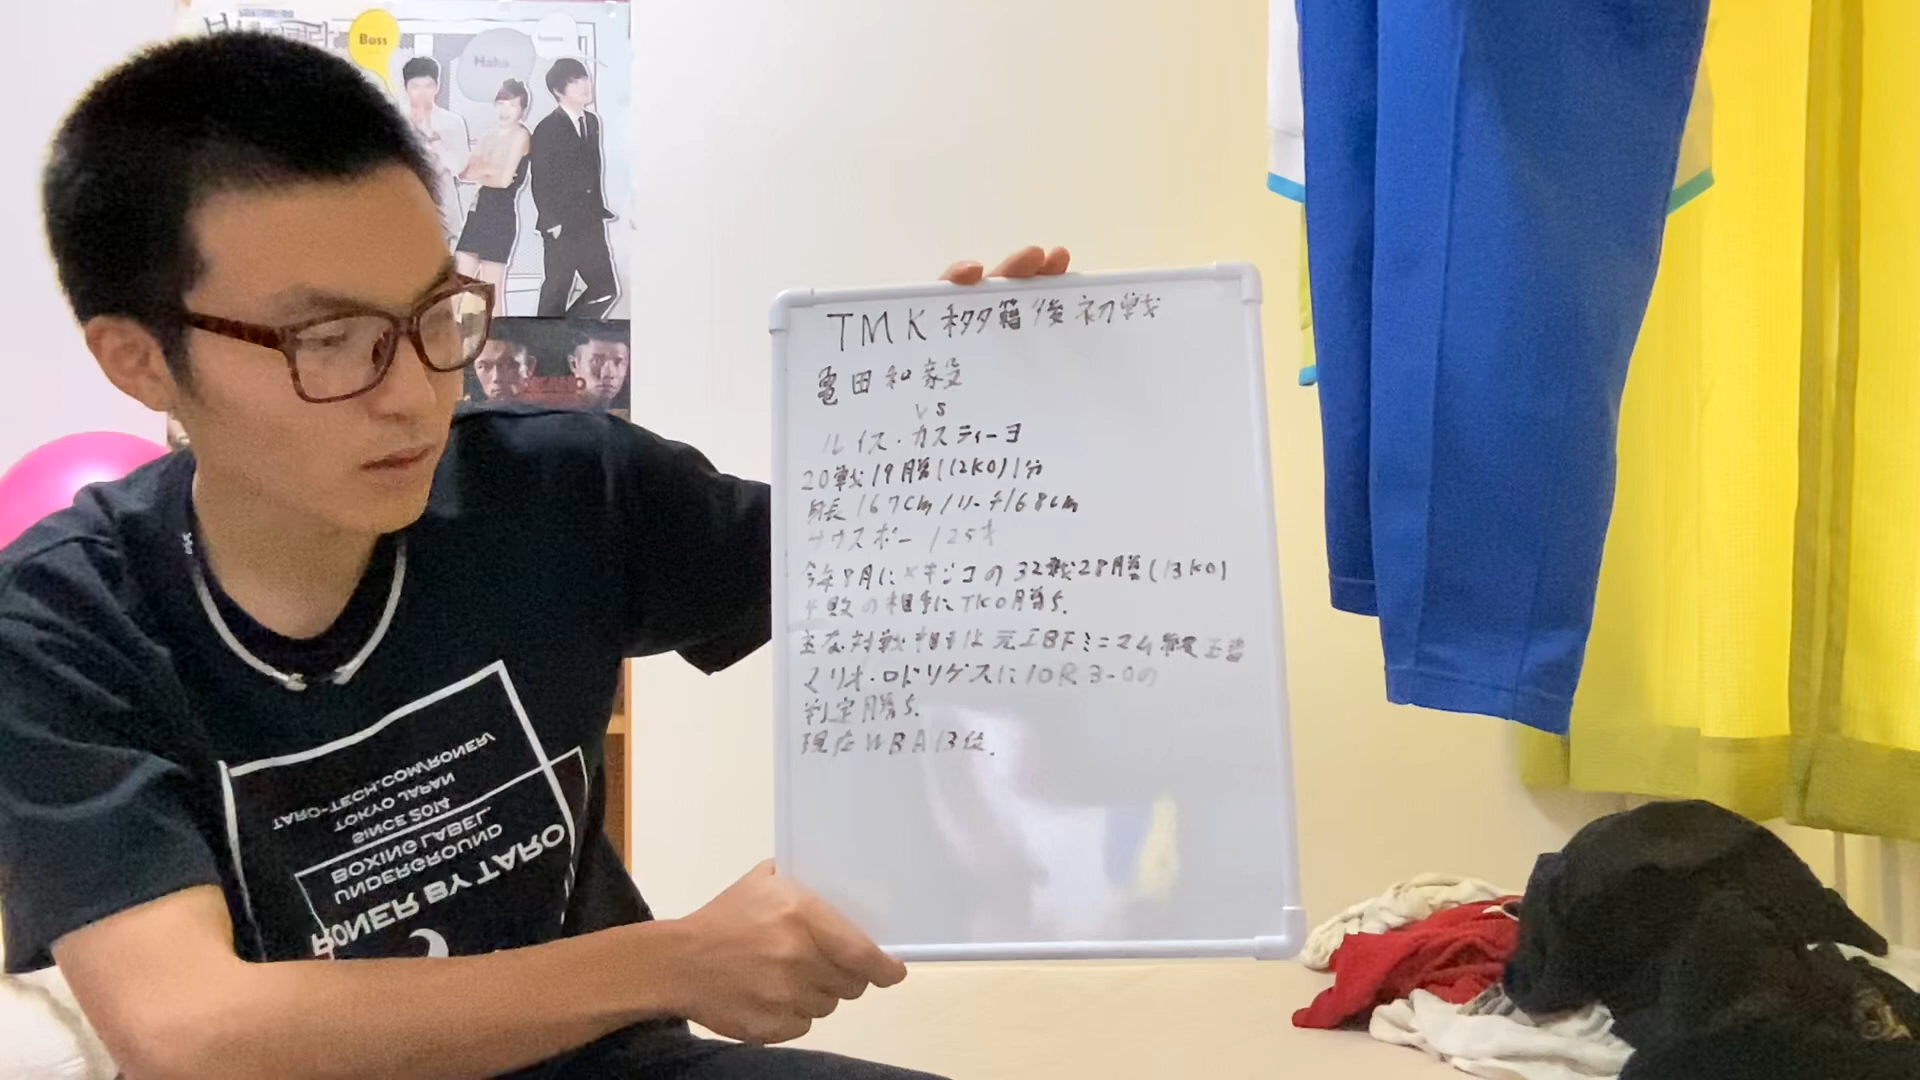 Boss
Haha...
TMK移籍後初戦
亀田和毅
VS
ルイス・カスティーヨ
20戦19勝(12KO)1分
身長167cm/リーチ168cm
サウスポー/25才
今年8月にメキシコの32戦28勝(13KO)
4敗の相手にTKO勝ち.
主な対戦相手は元IBFミニマム級王者
マリオ・ロドリゲスに10R3-0の
判定勝ち.
現在WBA13位.
TARO-TECH.COM/RONERY
TOKYO JAPAN
SINCE 2014
BOXING LABEL.
UNDERGROUND
RONER BY TARO